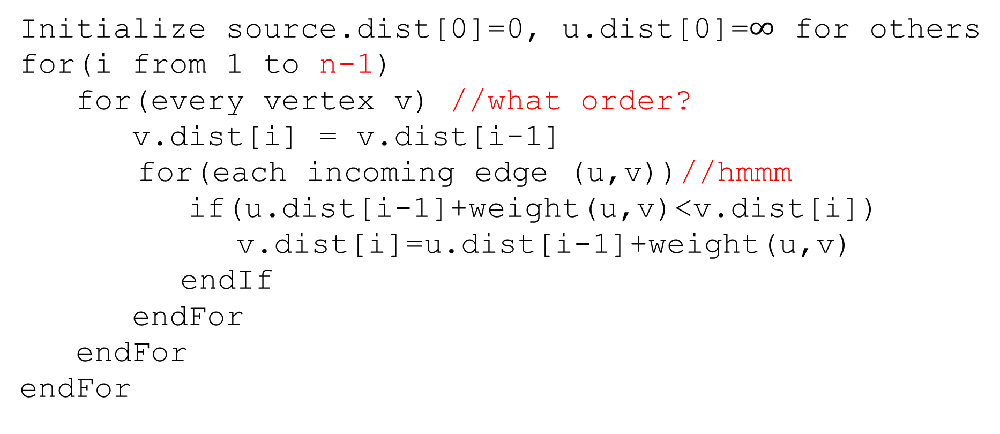 Initialize source.dist[0]=0, u.dist[0]=∞ for others
for(i from 1 to n-1)
for(every vertex v) //what order?
v.dist[i] = v.dist[i-1]
for(each incoming edge (u,v))//hmmm
if(u.dist[i-1]+weight(u,v)<v.dist[i])
v.dist[i]=u.dist[i-1]+weight(u,v)
endIf
endFor
endFor
endFor